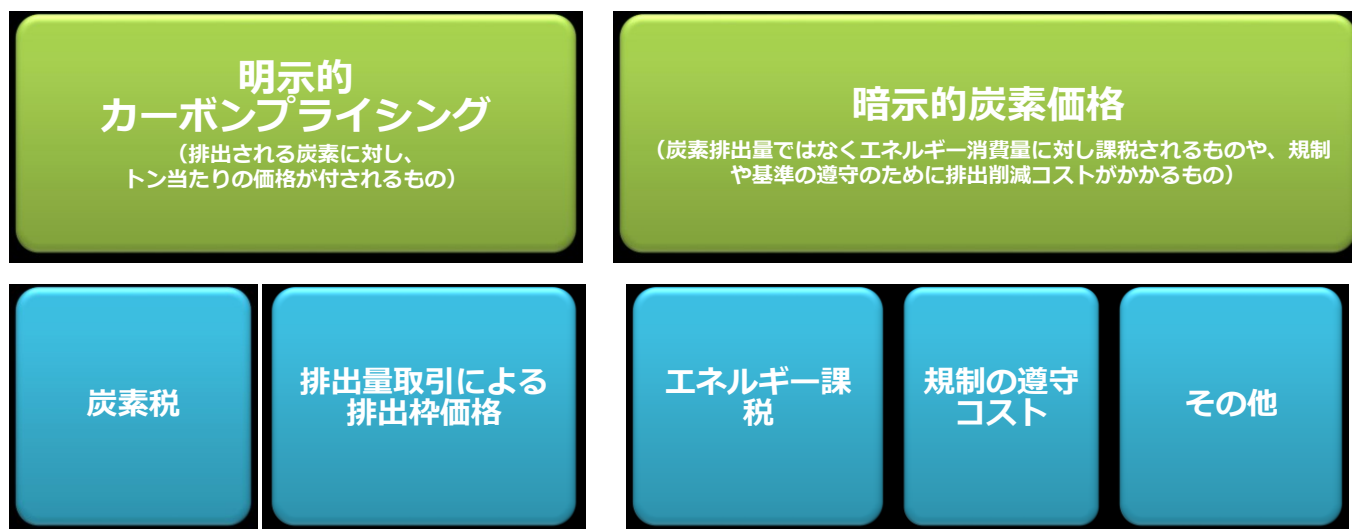 明示的
カーボンプライシング
（排出される炭素に対し、
トン当たりの価格が付されるもの）
暗示的炭素価格
（炭素排出量ではなくエネルギー消費量に対し課税されるものや、規制
や基準の遵守のために排出削減コストがかかるもの）
炭素税
排出量取引による
排出枠価格
エネルギー課
税
規制の遵守
コスト
その他